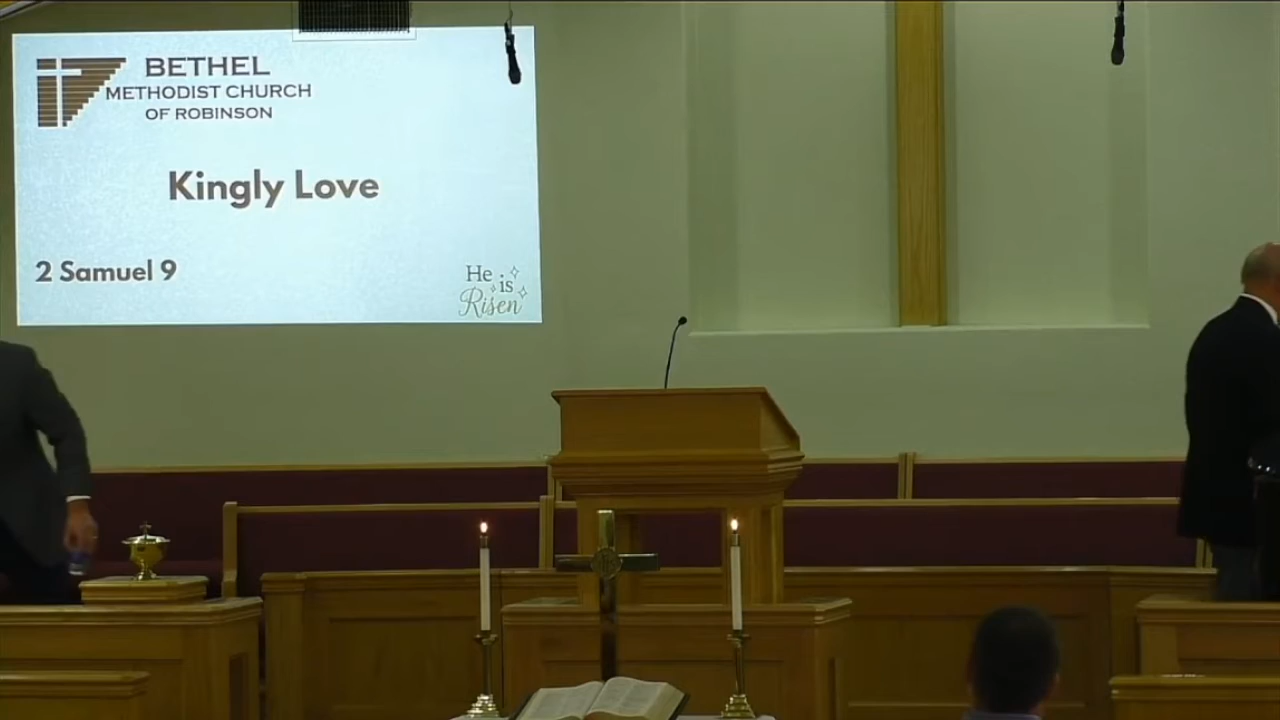 BETHEL
METHODIST CHURCH
OF ROBINSON
Kingly Love
2 Samuel 9
He
is
Risen